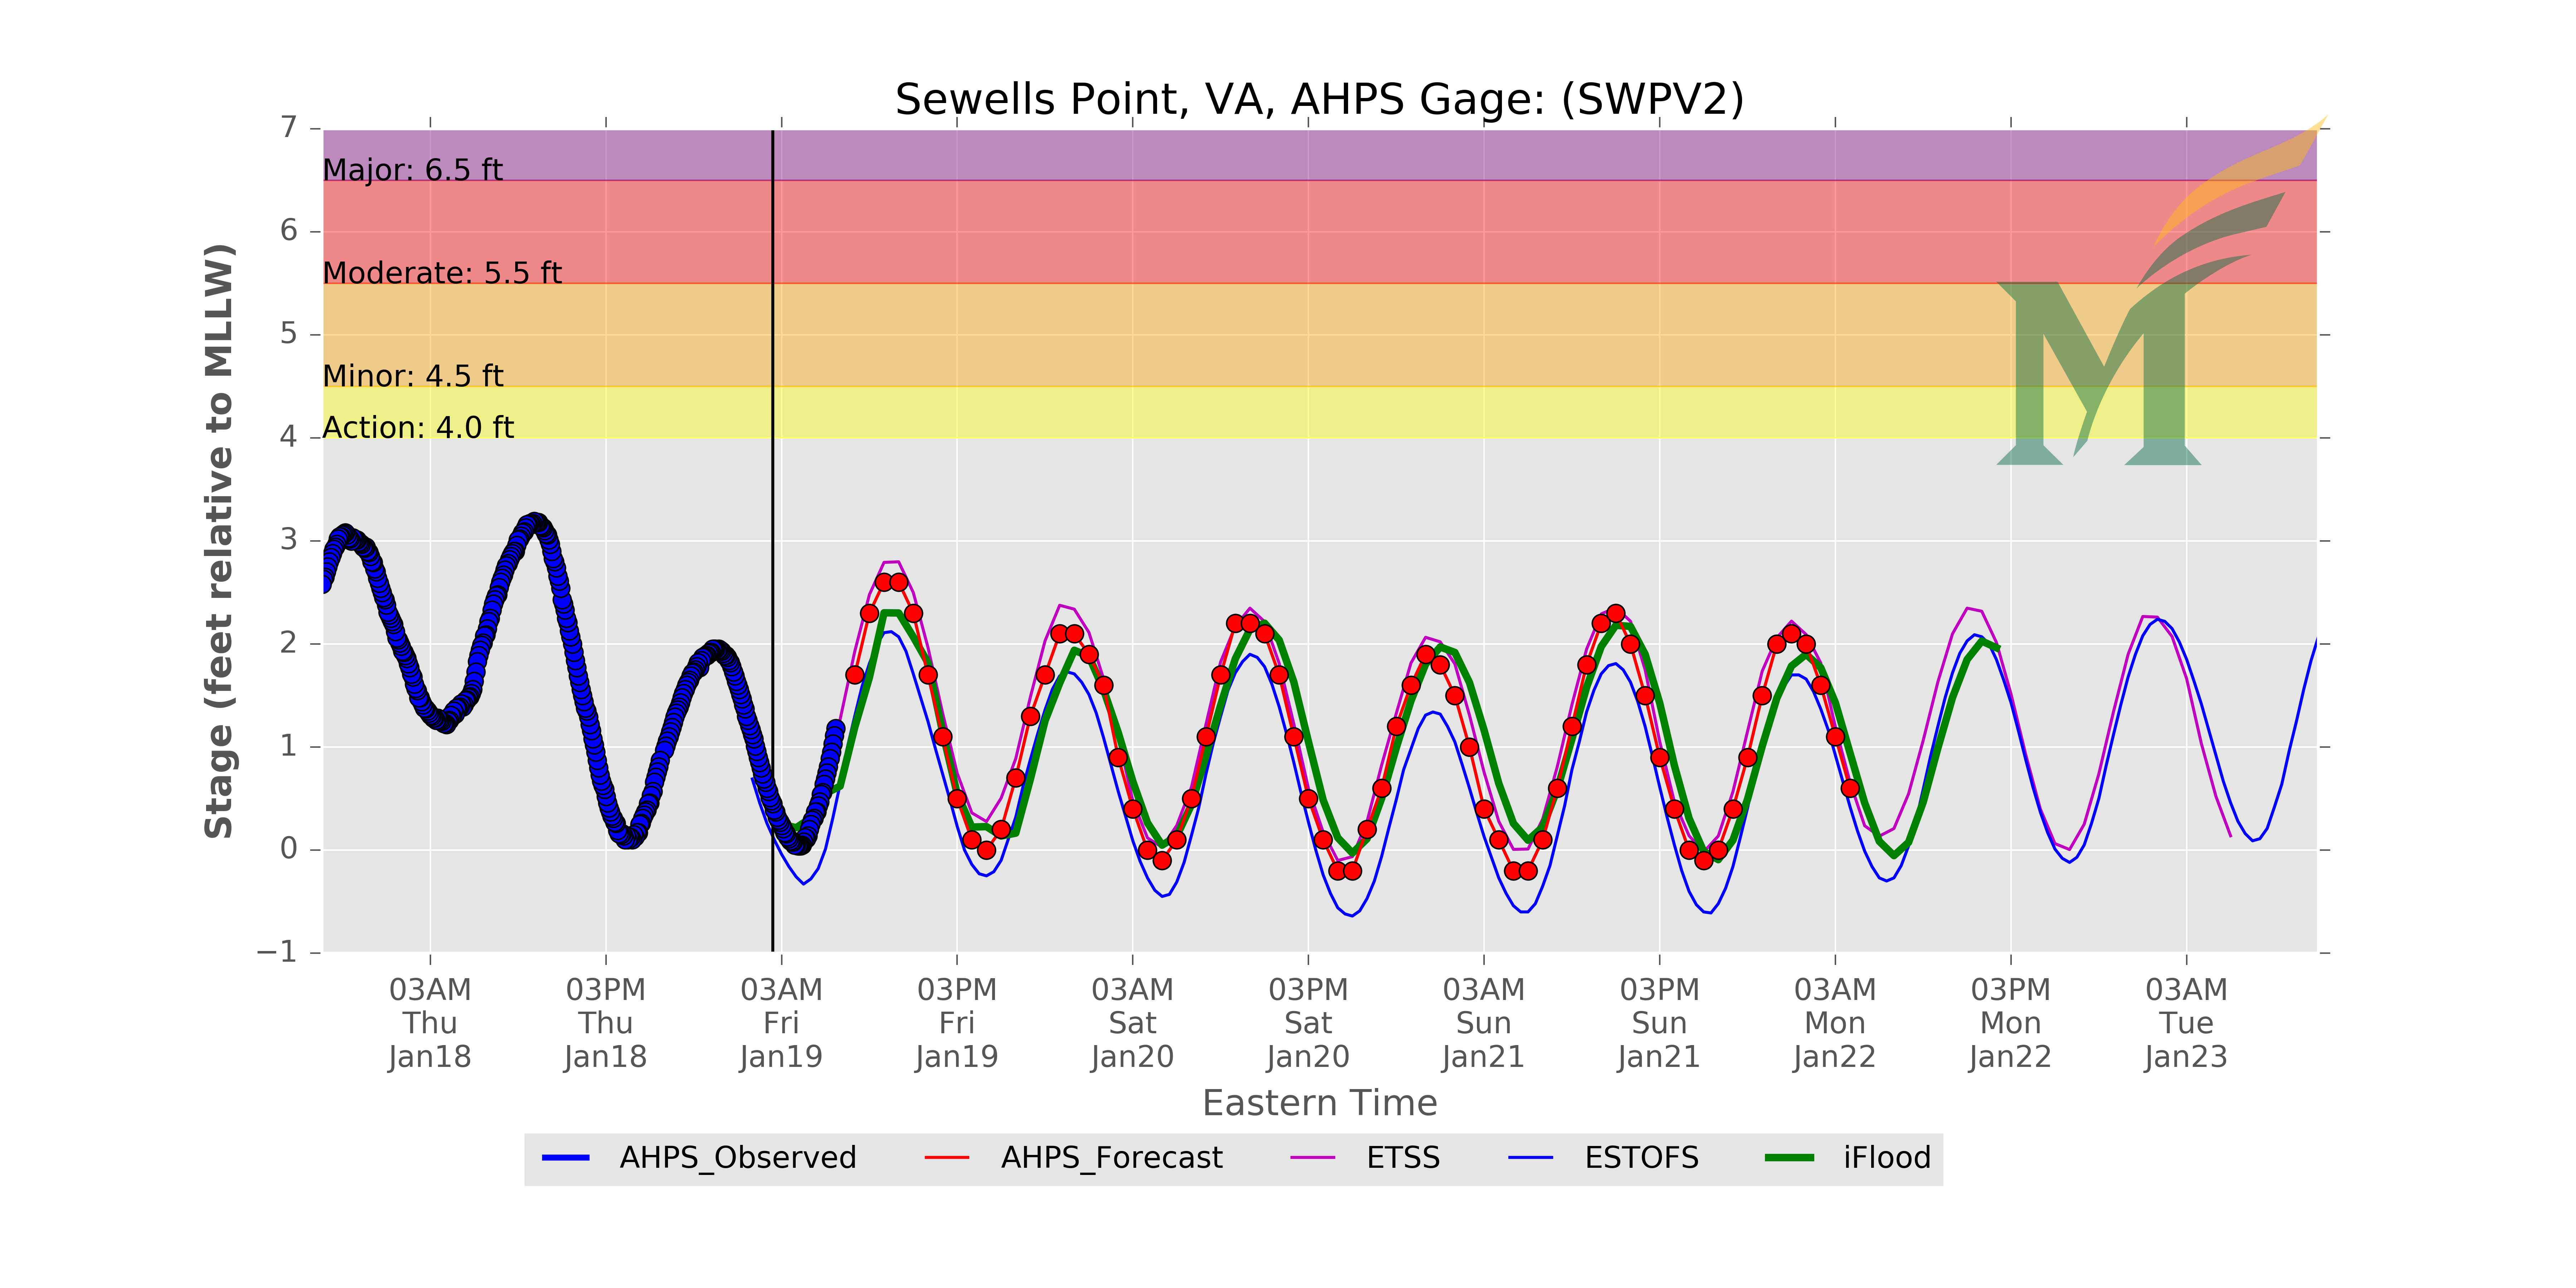 Sewells Point, VA, AHPS Gage: (SWPV2)
7
6
5
4
3
2
1
0
−1
Stage (feet relative to MLLW)
Major: 6.5 ft
Moderate: 5.5 ft
Minor: 4.5 ft
Action: 4.0 ft
M
03AM
Thu
Jan18
03PM
Thu
Jan18
03AM
Fri
Jan19
03PM
Fri
Jan19
03AM
Sat
Jan20
03PM
Sat
Jan20
03AM
Sun
Jan21
03PM
Sun
Jan21
03AM
Mon
Jan22
03PM
Mon
Jan22
03AM
Tue
Jan23
Eastern Time
AHPS_Observed
AHPS_Forecast
ETSS
ESTOFS
iFlood